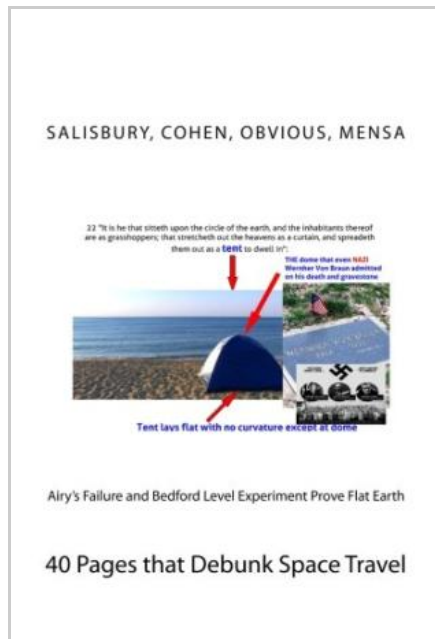 SALISBURY, COHEN, OBVIOUS, MENSA
22 "It is he that sitteth upon the circle of the earth, and the inhabitants thereof
are as grasshoppers; that stretcheth out the heavens as a curtain, and spreadeth
them out as a tent to dwell in":
THE dome that even NAZI
Wernher Von Braun admitted
on his death and gravestone
Tent lays flat with no curvature except at dome
Airy's Failure and Bedford Level Experiment Prove Flat Earth
40 Pages that Debunk Space Travel